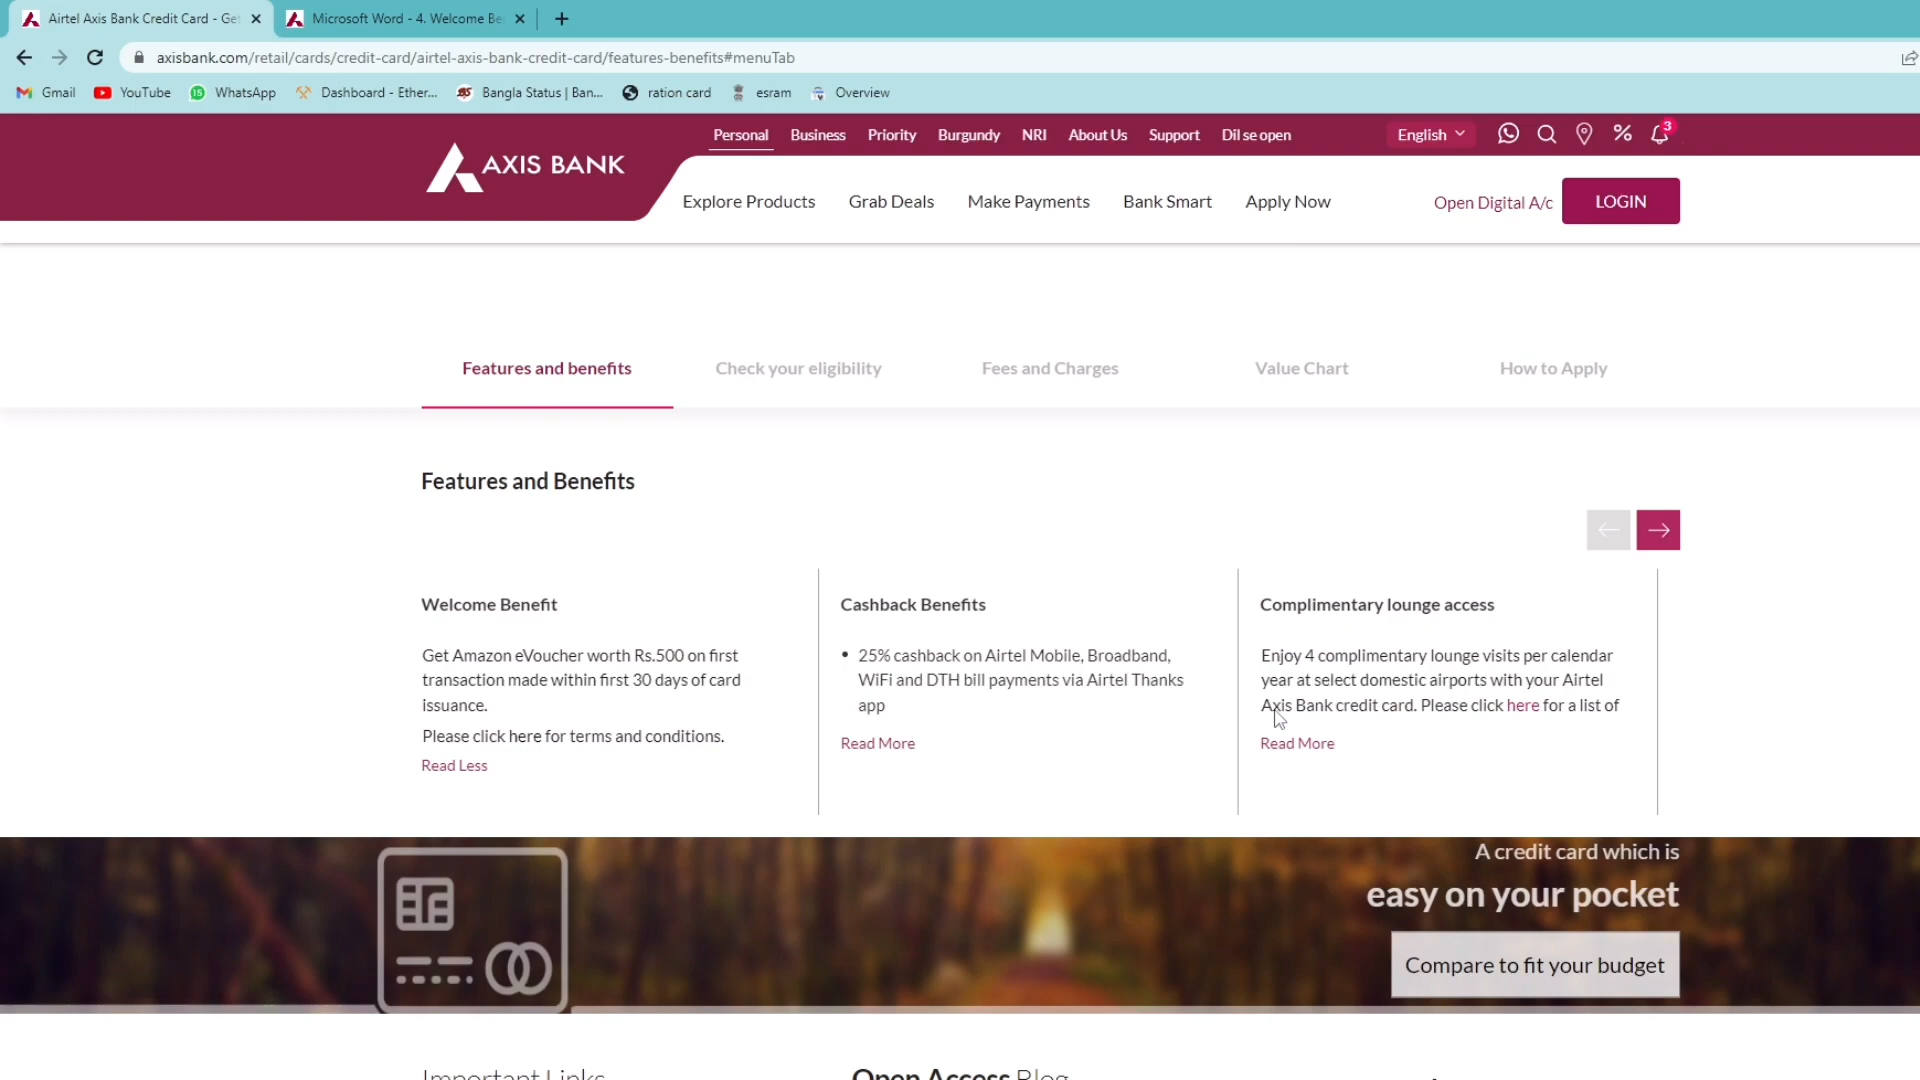 Airtel Axis Bank Credit Card - Get
Microsoft Word - 4. Welcome Be
axisbank.com/retail/cards/credit-card/airtel-axis-bank-credit-card/features-benefits#menuTab
Gmail YouTube WhatsApp Dashboard - Ether... Bangla Status | Ban... ration card esram Overview
Personal Business Priority Burgundy NRI About Us Support Dil se open English 3
AXIS BANK
Explore Products Grab Deals Make Payments Bank Smart Apply Now Open Digital A/c LOGIN
Features and benefits Check your eligibility Fees and Charges Value Chart How to Apply
Features and Benefits
Welcome Benefit
Get Amazon eVoucher worth Rs.500 on first
transaction made within first 30 days of card
issuance.
Please click here for terms and conditions.
Read Less
Cashback Benefits
• 25% cashback on Airtel Mobile, Broadband,
WiFi and DTH bill payments via Airtel Thanks
app
Read More
Complimentary lounge access
Enjoy 4 complimentary lounge visits per calendar
year at select domestic airports with your Airtel
Axis Bank credit card. Please click here for a list of
Read More
A credit card which is
easy on your pocket
Compare to fit your budget
Important Links
Open Access Blog